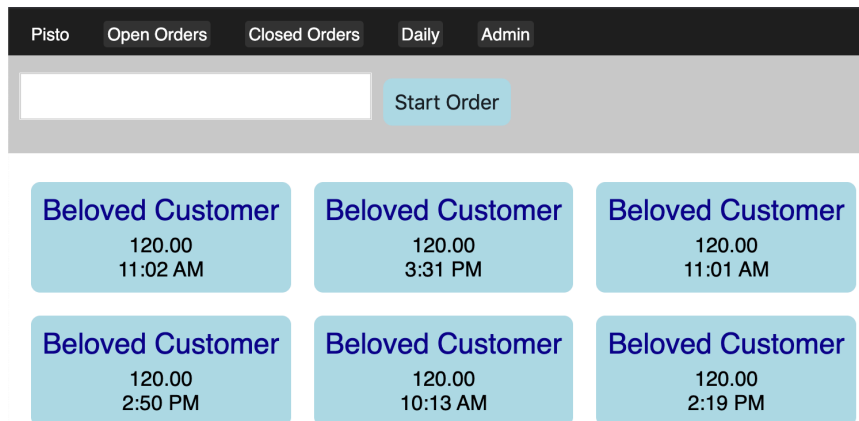 Pisto Open Orders Closed Orders Daily Admin
Start Order
Beloved Customer Beloved Customer Beloved Customer
120.00 120.00 120.00
11:02 AM 3:31 PM 11:01 AM
Beloved Customer Beloved Customer Beloved Customer
120.00 120.00 120.00
2:50 PM 10:13 AM 2:19 PM